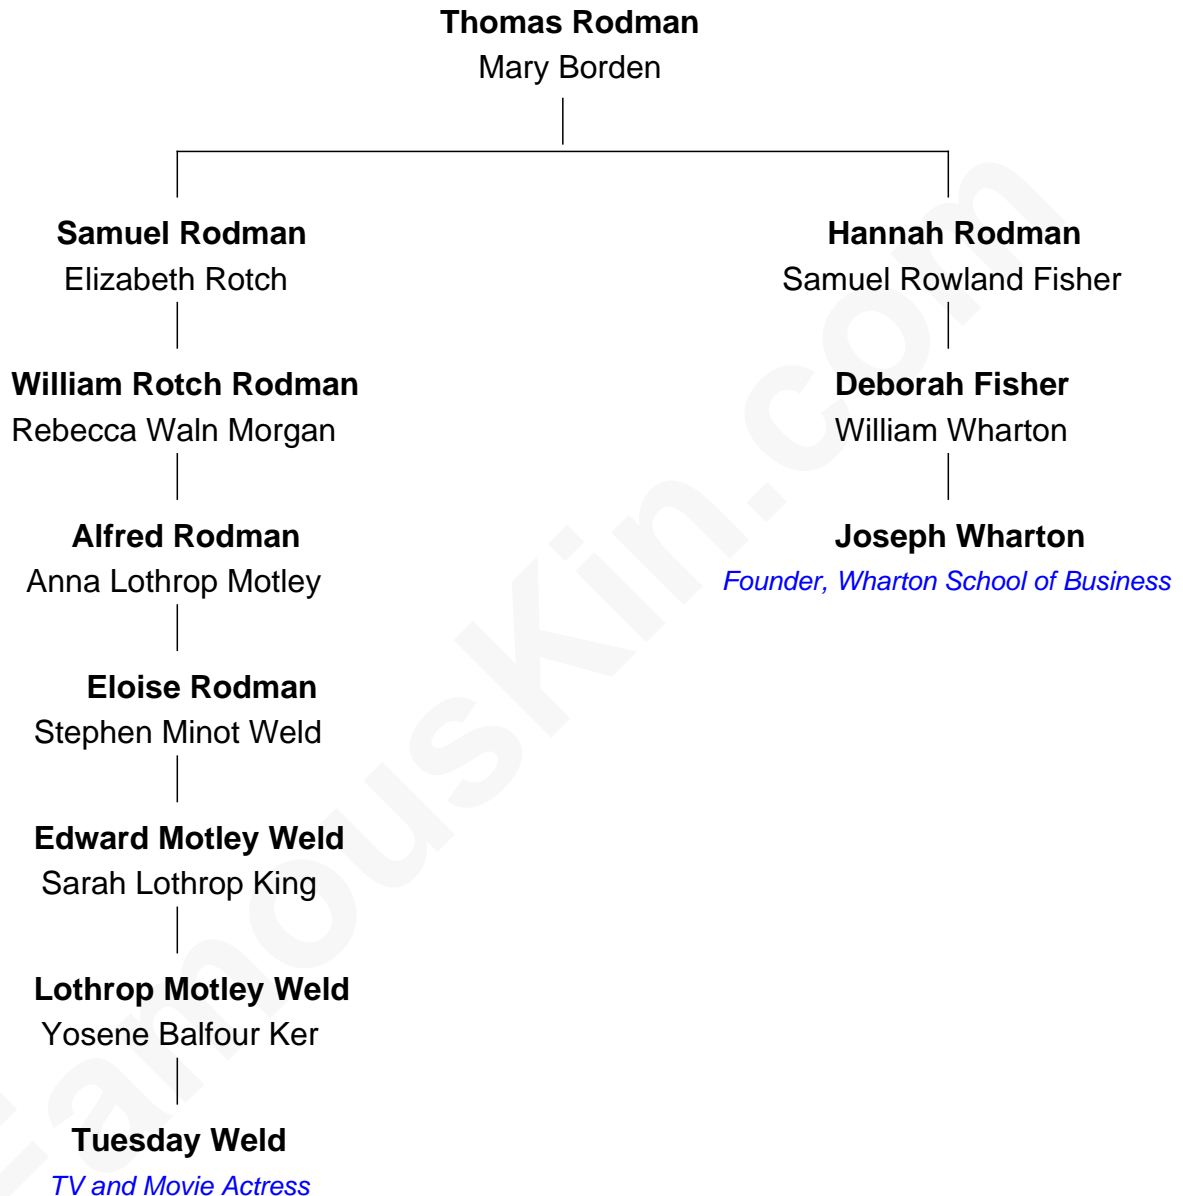 Thomas Rodman
Mary Borden
Samuel Rodman
Elizabeth Rotch
Hannah Rodman
Samuel Rowland Fisher
William Rotch Rodman
Rebecca Waln Morgan
Deborah Fisher
William Wharton
Alfred Rodman
Anna Lothrop Motley
Joseph Wharton
Founder, Wharton School of Business
Eloise Rodman
Stephen Minot Weld
Edward Motley Weld
Sarah Lothrop King
Lothrop Motley Weld
Yosene Balfour Ker
Tuesday Weld
TV and Movie Actress
FamousKin.com